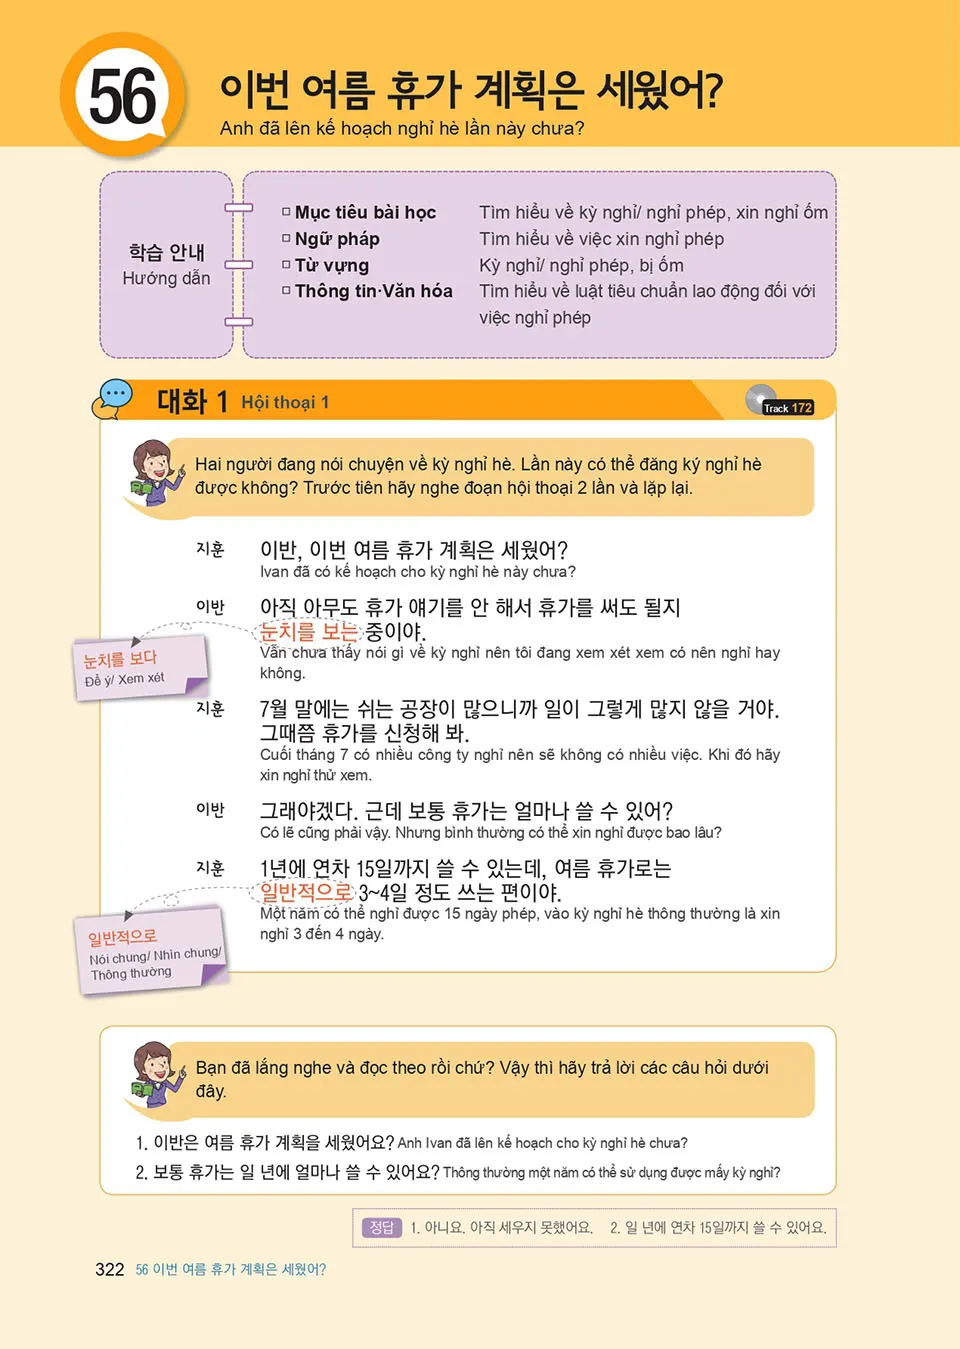 56
이번 여름 휴가 계획은 세웠어?
Anh đã lên kế hoạch nghỉ hè lần này chưa?
학습 안내
Hướng dẫn
□ Mục tiêu bài học Tìm hiểu về kỳ nghỉ/ nghỉ phép, xin nghỉ ốm
□ Ngữ pháp Tìm hiểu về việc xin nghỉ phép
□ Từ vựng Kỳ nghỉ/ nghỉ phép, bị ốm
□ Thông tin·Văn hóa Tìm hiểu về luật tiêu chuẩn lao động đối với
việc nghỉ phép
대화 1 Hội thoại 1
Track 172
Hai người đang nói chuyện về kỳ nghỉ hè. Lần này có thể đăng ký nghỉ hè
được không? Trước tiên hãy nghe đoạn hội thoại 2 lần và lặp lại.
지훈 이반, 이번 여름 휴가 계획은 세웠어?
Ivan đã có kế hoạch cho kỳ nghỉ hè này chưa?
이반 아직 아무도 휴가 얘기를 안 해서 휴가를 써도 될지
눈치를 보는 중이야.
Vẫn chưa thấy nói gì về kỳ nghỉ nên tôi đang xem xét xem có nên nghỉ hay
không.
눈치를 보다
Để ý/ Xem xét
지훈 7월 말에는 쉬는 공장이 많으니까 일이 그렇게 많지 않을 거야.
그때쯤 휴가를 신청해 봐.
Cuối tháng 7 có nhiều công ty nghỉ nên sẽ không có nhiều việc. Khi đó hãy
xin nghỉ thử xem.
이반 그래야겠다. 근데 보통 휴가는 얼마나 쓸 수 있어?
Có lẽ cũng phải vậy. Nhưng bình thường có thể xin nghỉ được bao lâu?
지훈 1년에 연차 15일까지 쓸 수 있는데, 여름 휴가로는
일반적으로 3~4일 정도 쓰는 편이야.
Một năm có thể nghỉ được 15 ngày phép, vào kỳ nghỉ hè thông thường là xin
nghỉ 3 đến 4 ngày.
일반적으로
Nói chung/ Nhìn chung/
Thông thường
Bạn đã lắng nghe và đọc theo rồi chứ? Vậy thì hãy trả lời các câu hỏi dưới
đây.
1. 이반은 여름 휴가 계획을 세웠어요? Anh Ivan đã lên kế hoạch cho kỳ nghỉ hè chưa?
2. 보통 휴가는 일 년에 얼마나 쓸 수 있어요? Thông thường một năm có thể sử dụng được mấy kỳ nghỉ?
정답 1. 아니요. 아직 세우지 못했어요. 2. 일 년에 연차 15일까지 쓸 수 있어요.
322 56 이번 여름 휴가 계획은 세웠어?